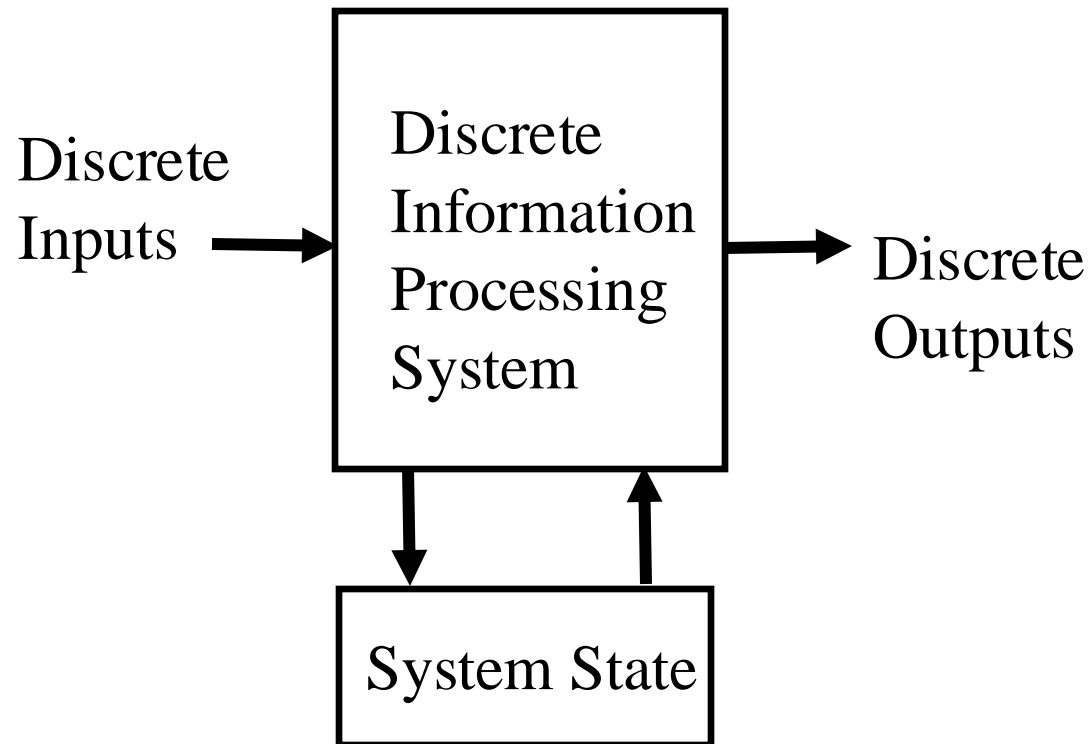 Discrete
Inputs
Discrete
Information
Processing
System
Discrete
Outputs
System State